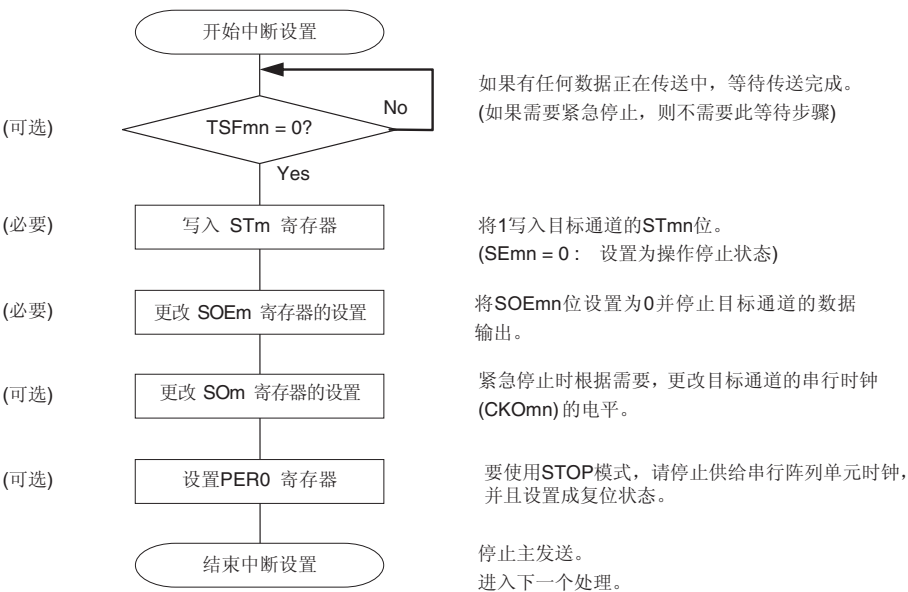 开始中断设置
如果有任何数据正在传送中，等待传送完成。
(如果需要紧急停止，则不需要此等待步骤)
No
(可选)
TSFmn = 0?
Yes
(必要)
写入 STm 寄存器
将1写入目标通道的STmn位。
(SEmn = 0： 设置为操作停止状态)
(必要)
更改 SOEm 寄存器的设置
将SOEmn位设置为0并停止目标通道的数据
输出。
(可选)
更改 SOm 寄存器的设置
紧急停止时根据需要，更改目标通道的串行时钟
(CKOmn) 的电平。
(可选)
设置PER0 寄存器
要使用STOP模式，请停止供给串行阵列单元时钟，
并且设置成复位状态。
结束中断设置
停止主发送。
进入下一个处理。